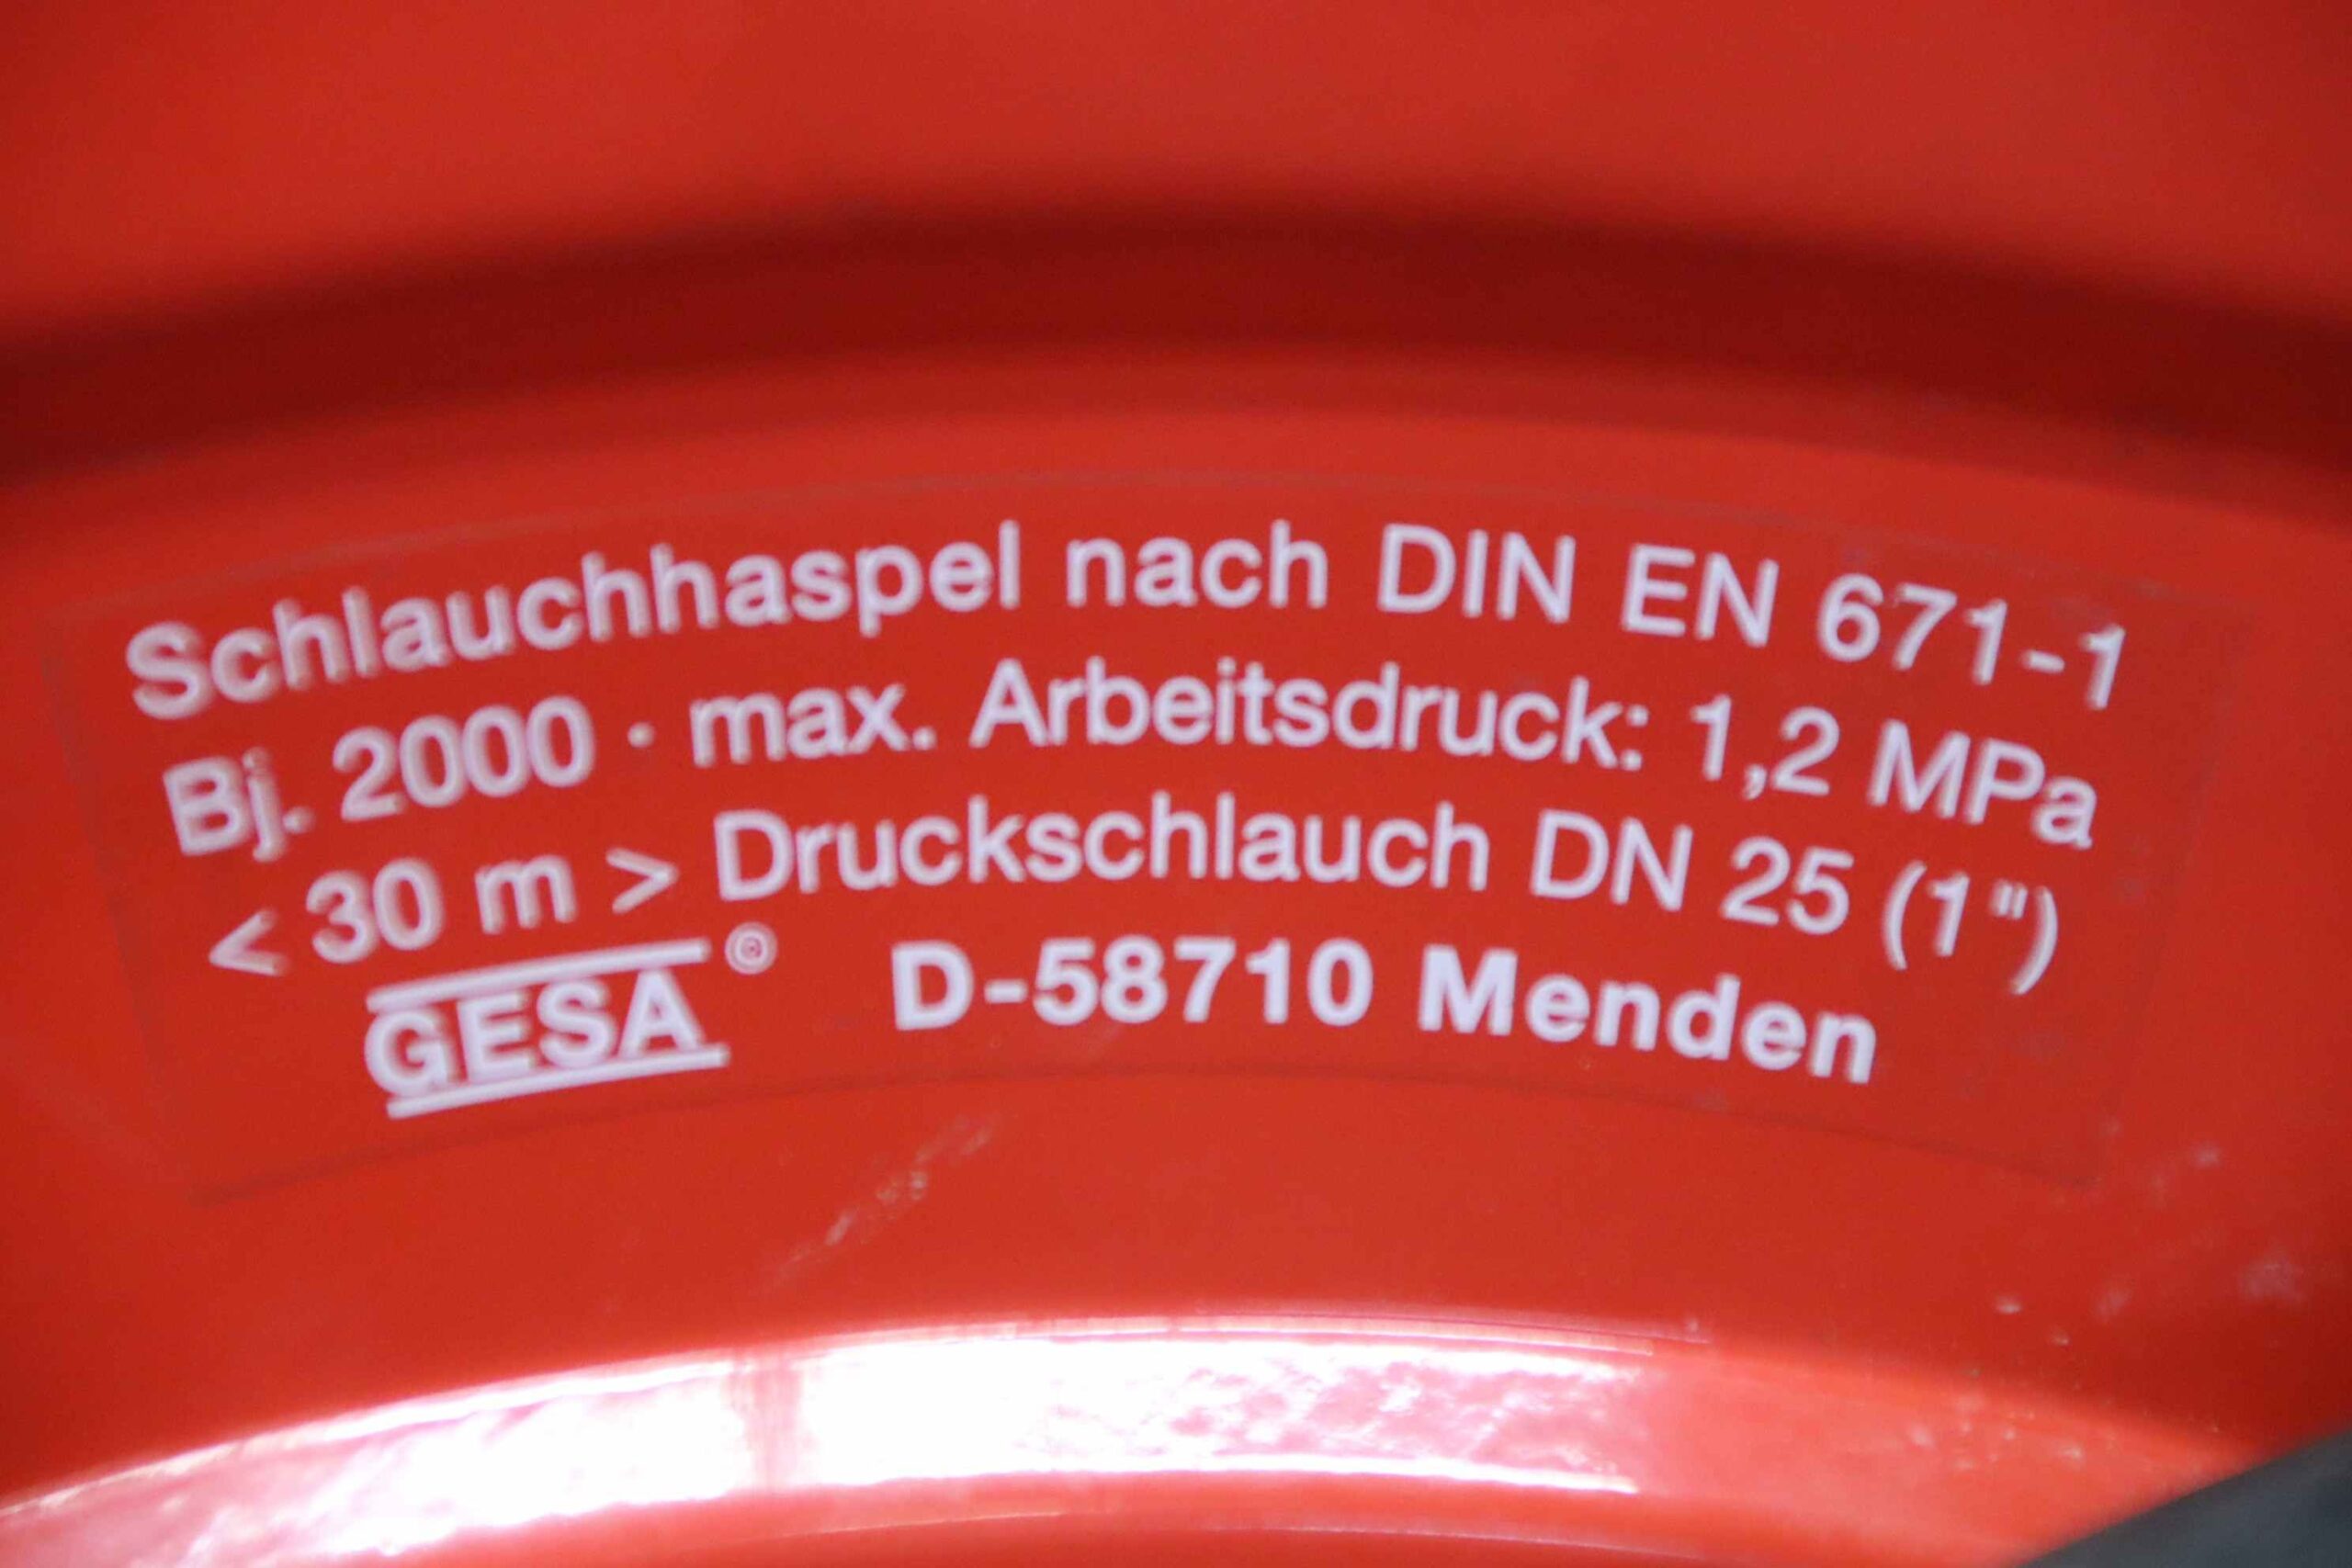 Schlauchhaspel nach DIN EN 671-1
Bj. 2000 · max. Arbeitsdruck: 1,2 MPa
< 30 m > Druckschlauch DN 25 (1")
GESA® D-58710 Menden